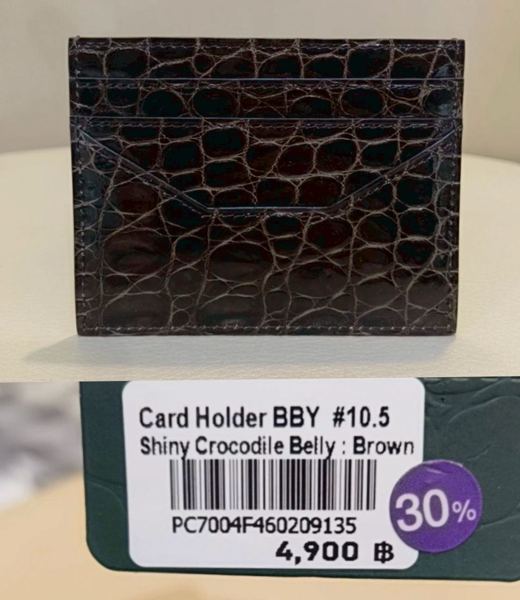 Card Holder BBY #10.5
Shiny Crocodile Belly : Brown
PC7004F460209135
30%
4,900 ฿